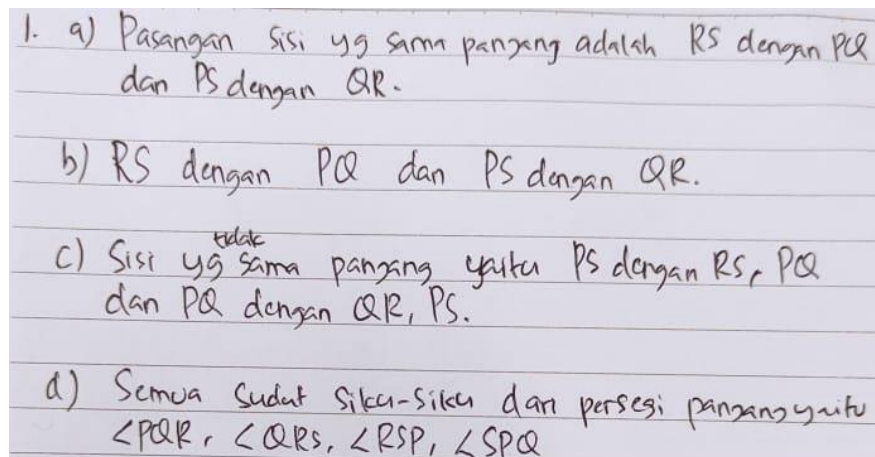 1. a) Pasangan sisi yg sama panjang adalah RS dengan PQ
dan PS dengan QR.
b) RS dengan PQ dan PS dengan QR.
c) Sisi yg tidak sama panjang yaitu PS dengan RS, PQ
dan PQ dengan QR, PS.
d) Semua sudut siku-siku dari persegi panjang yaitu
∠PQR, ∠QRS, ∠RSP, ∠SPQ